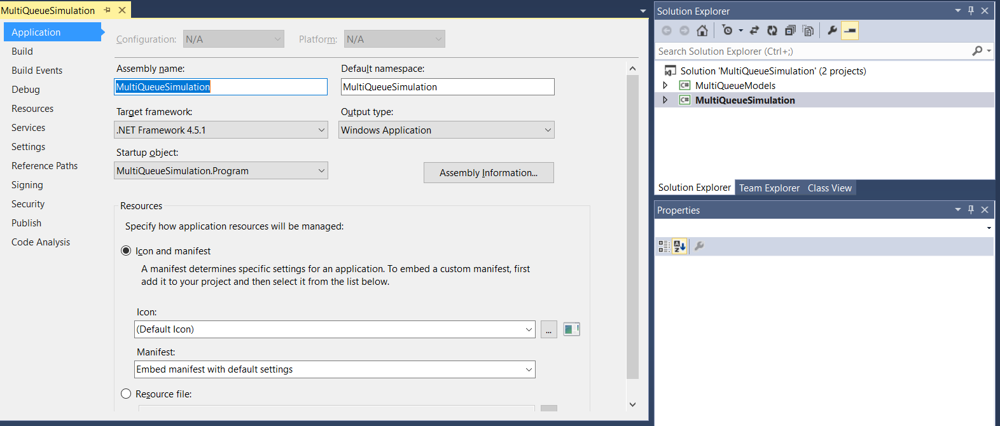 MultiQueueSimulation
Application
Build
Build Events
Debug
Resources
Services
Settings
Reference Paths
Signing
Security
Publish
Code Analysis
Configuration: N/A Platform: N/A
Assembly name: Default namespace:
MultiQueueSimulation MultiQueueSimulation
Target framework: Output type:
.NET Framework 4.5.1 Windows Application
Startup object:
MultiQueueSimulation.Program Assembly Information...
Resources
Specify how application resources will be managed:
Icon and manifest
A manifest determines specific settings for an application. To embed a custom manifest, first
add it to your project and then select it from the list below.
Icon:
(Default Icon) ...
Manifest:
Embed manifest with default settings
Resource file:
Solution Explorer
Search Solution Explorer (Ctrl+;)
Solution 'MultiQueueSimulation' (2 projects)
C# MultiQueueModels
C# MultiQueueSimulation
Solution Explorer Team Explorer Class View
Properties